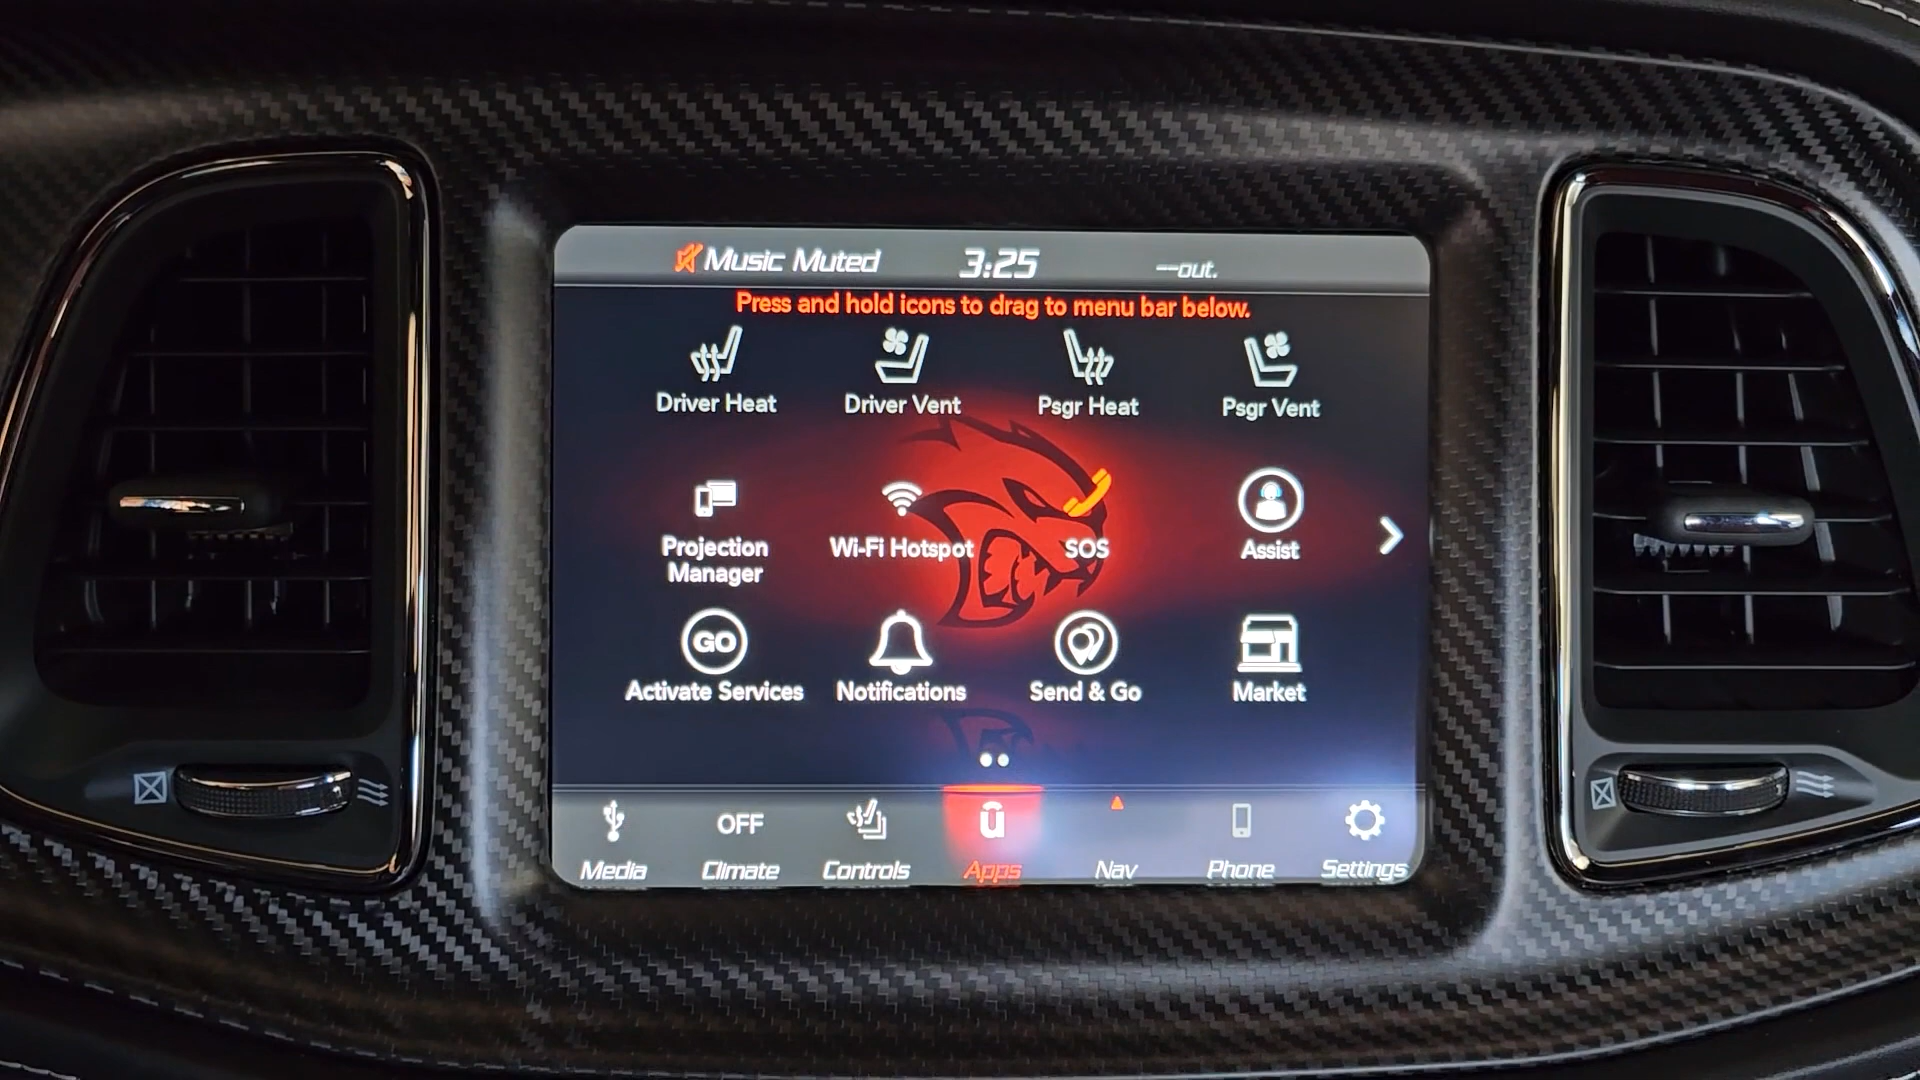 Music Muted 3:25 --out.
Press and hold icons to drag to menu bar below.
Driver Heat Driver Vent Psgr Heat Psgr Vent
Projection Manager Wi-Fi Hotspot SOS Assist
GO
Activate Services Notifications Send & Go Market
OFF ū
Media Climate Controls Apps Nav Phone Settings